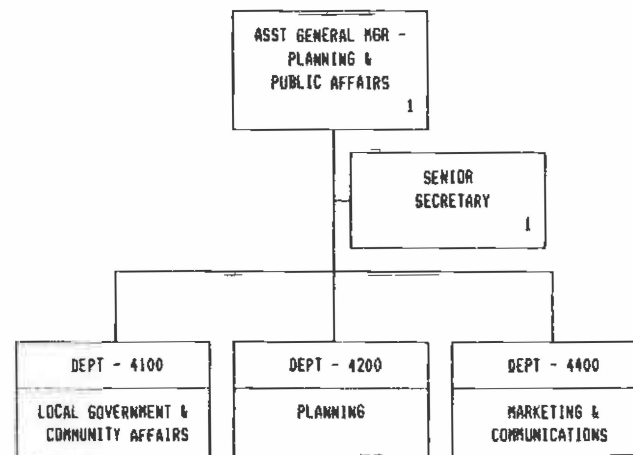 ASST GENERAL MGR -
PLANNING &
PUBLIC AFFAIRS
1
SENIOR
SECRETARY
1
DEPT - 4100
LOCAL GOVERNMENT &
COMMUNITY AFFAIRS
DEPT - 4200
PLANNING
DEPT - 4400
MARKETING &
COMMUNICATIONS